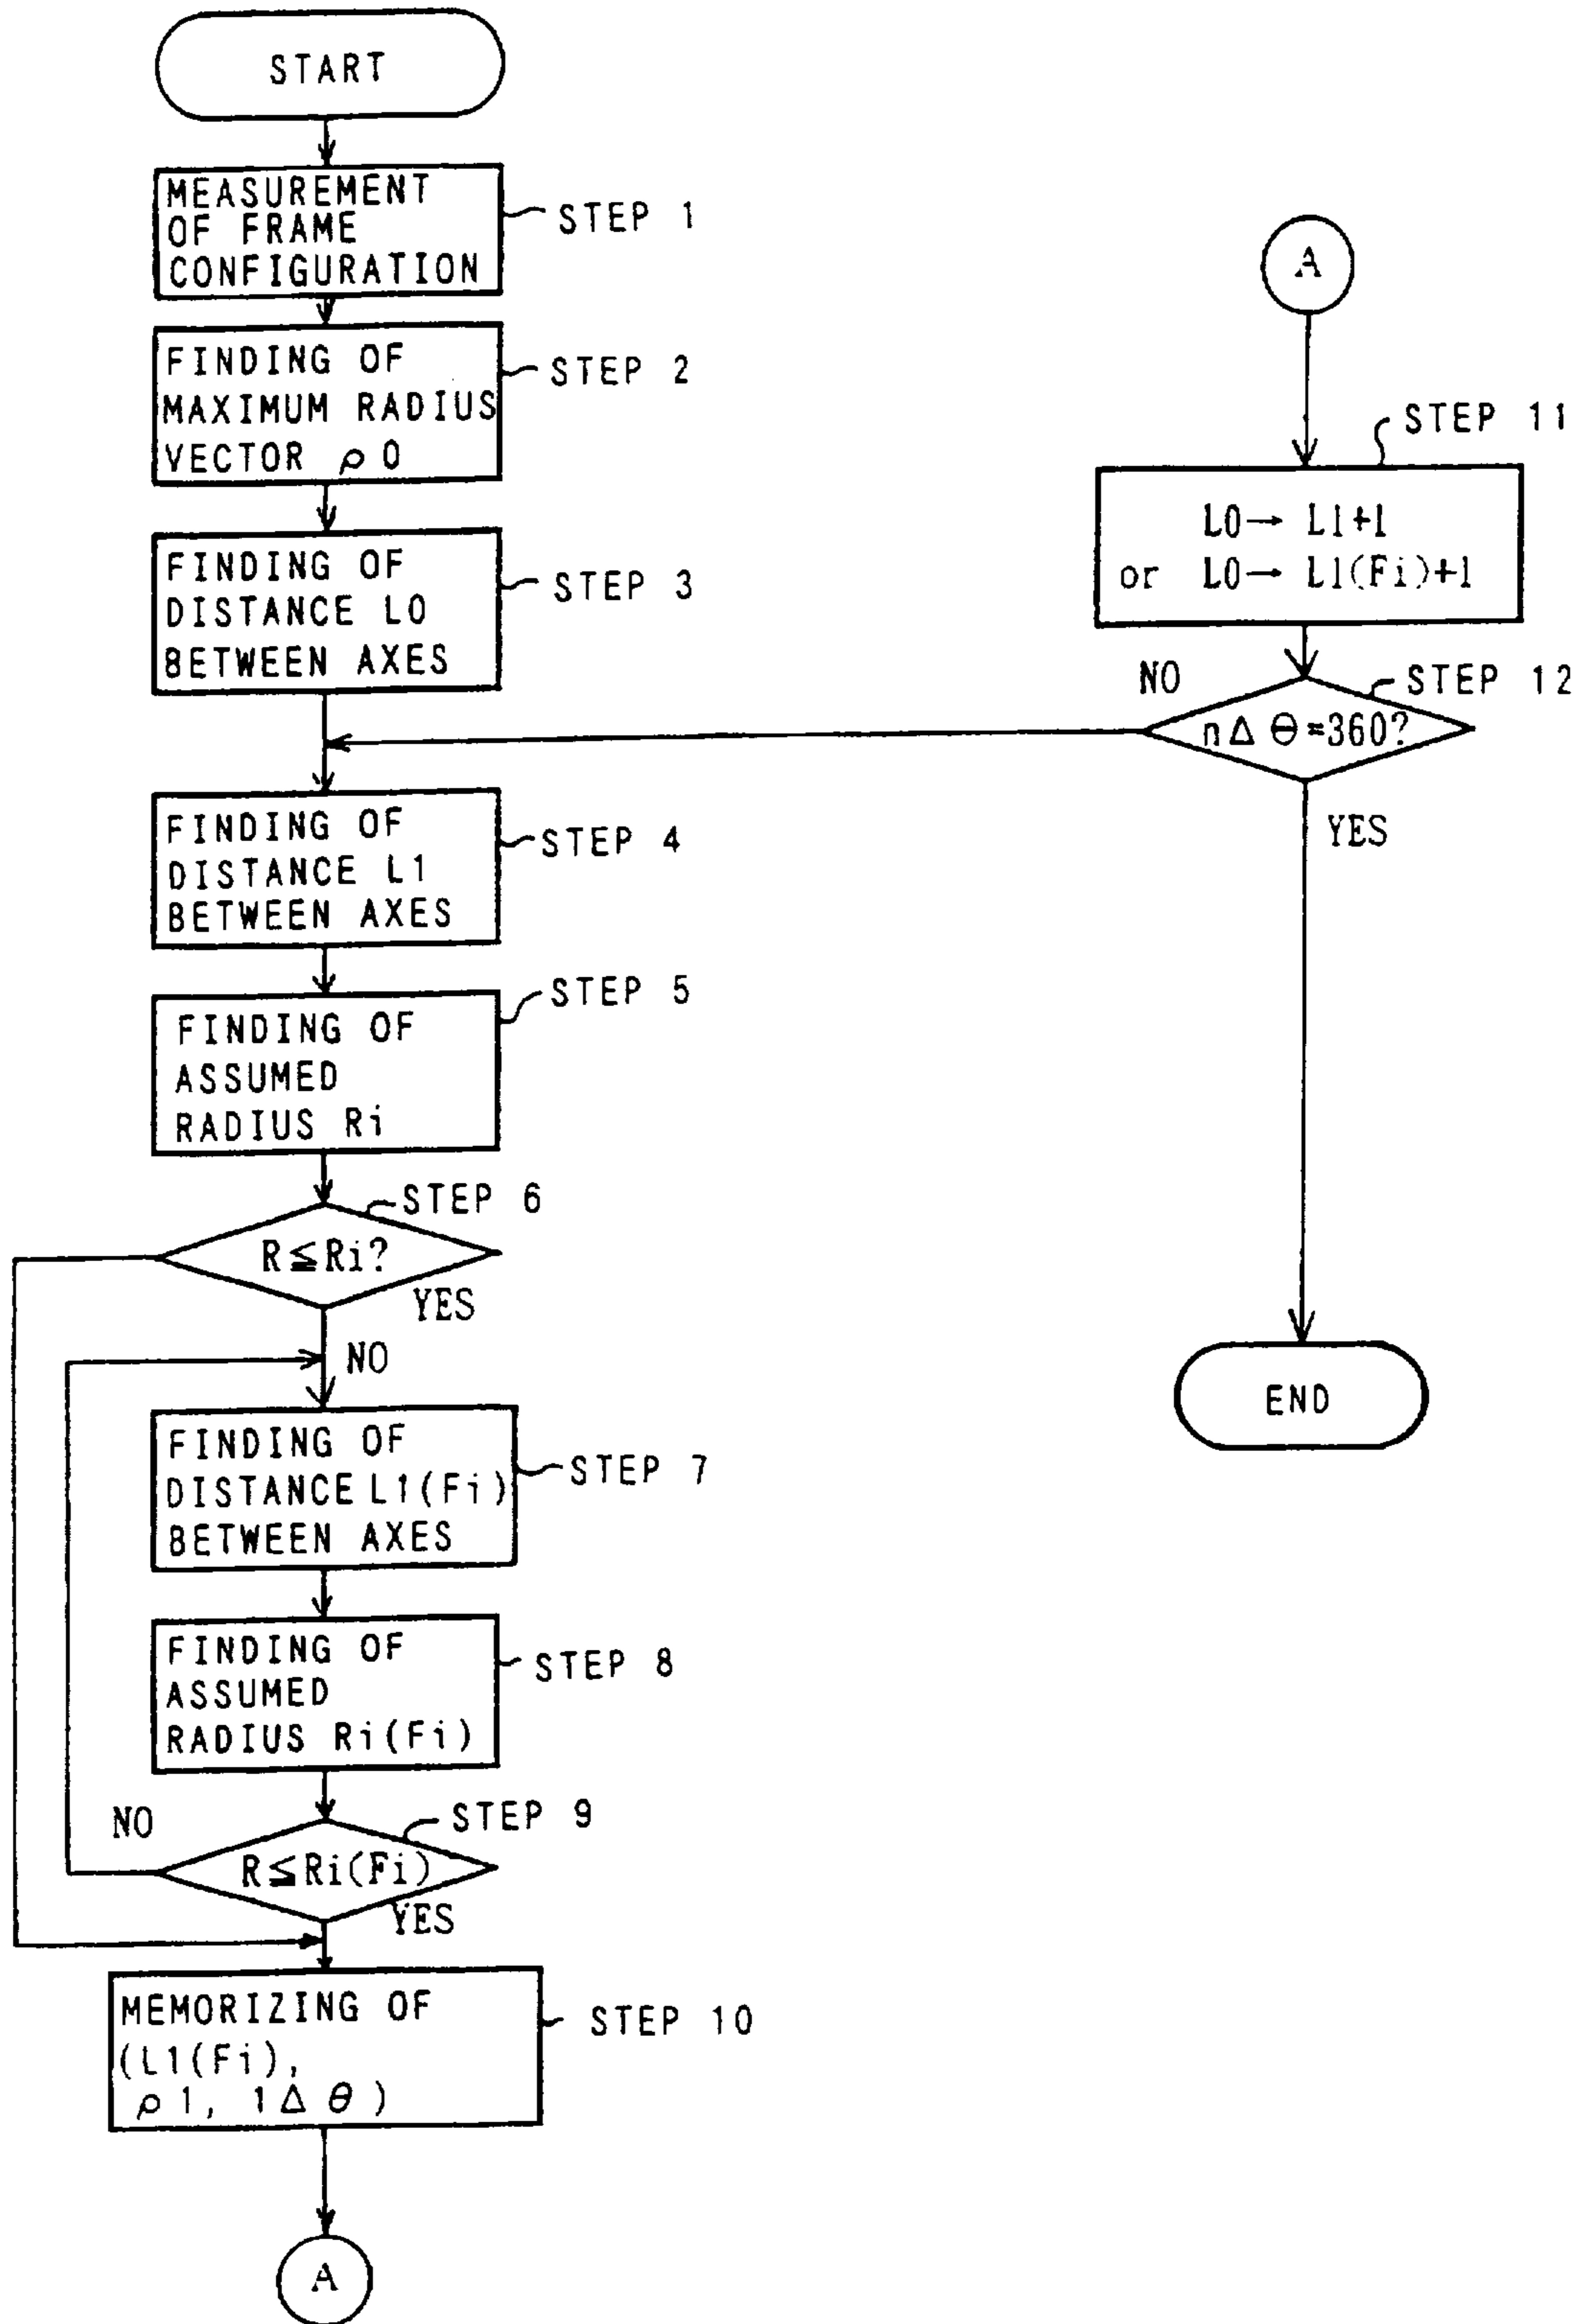 START
MEASUREMENT
OF FRAME
CONFIGURATION
STEP 1
FINDING OF
MAXIMUM RADIUS
VECTOR ρ0
STEP 2
FINDING OF
DISTANCE L0
BETWEEN AXES
STEP 3
FINDING OF
DISTANCE L1
BETWEEN AXES
STEP 4
FINDING OF
ASSUMED
RADIUS Ri
STEP 5
STEP 6
R≦Ri?
YES
NO
FINDING OF
DISTANCE L1(Fi)
BETWEEN AXES
STEP 7
FINDING OF
ASSUMED
RADIUS Ri(Fi)
STEP 8
NO
STEP 9
R≦Ri(Fi)
YES
MEMORIZING OF
(L1(Fi),
ρ1, 1Δθ)
STEP 10
A
A
STEP 11
L0→ L1+1
or L0→ L1(Fi)+1
NO
STEP 12
nΔθ=360?
YES
END